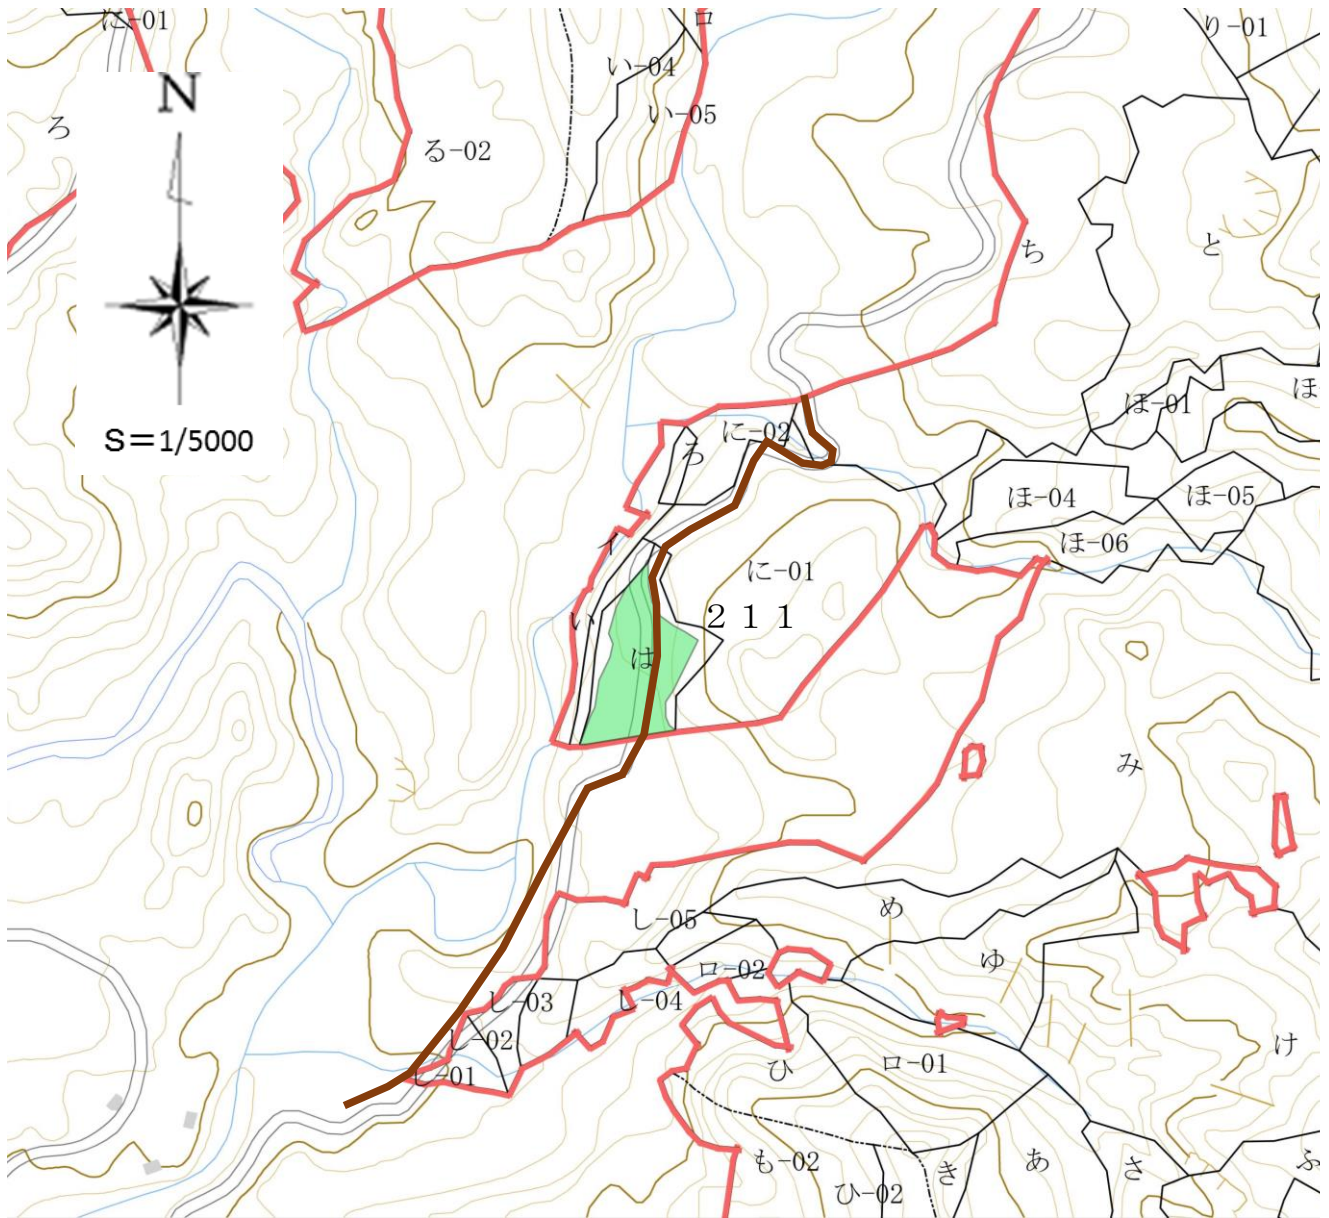 に-01
ロ
り-01
い-04
N
い-05
ろ
る-02
と
ち
ほ-01
ほ
に-02
S＝1/5000
ろ
ほ-04
ほ-05
イ
ほ-06
に-01
211
い
は
み
め
し-05
ゆ
ロ-02
し-03
し-04
し-02
け
ロ-01
ひ
し-01
も-02
あ
き
さ
ふ
ひ-02